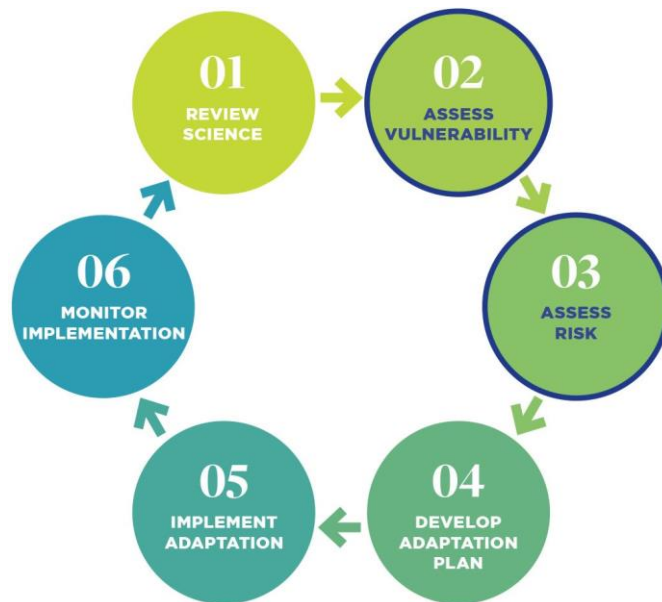 01
REVIEW
SCIENCE
02
ASSESS
VULNERABILITY
03
ASSESS
RISK
04
DEVELOP
ADAPTATION
PLAN
05
IMPLEMENT
ADAPTATION
06
MONITOR
IMPLEMENTATION